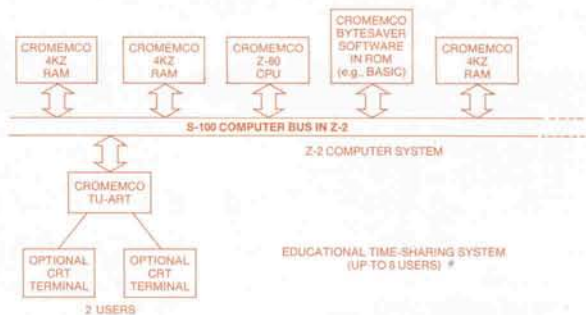 CROMEMCO
4KZ
RAM
CROMEMCO
4KZ
RAM
CROMEMCO
Z-80
CPU
CROMEMCO
BYTESAVER
SOFTWARE
IN ROM
(e.g., BASIC)
CROMEMCO
4KZ
RAM
S-100 COMPUTER BUS IN Z-2
Z-2 COMPUTER SYSTEM
CROMEMCO
TU-ART
OPTIONAL
CRT
TERMINAL
OPTIONAL
CRT
TERMINAL
2 USERS
EDUCATIONAL TIME-SHARING SYSTEM
(UP TO 6 USERS)